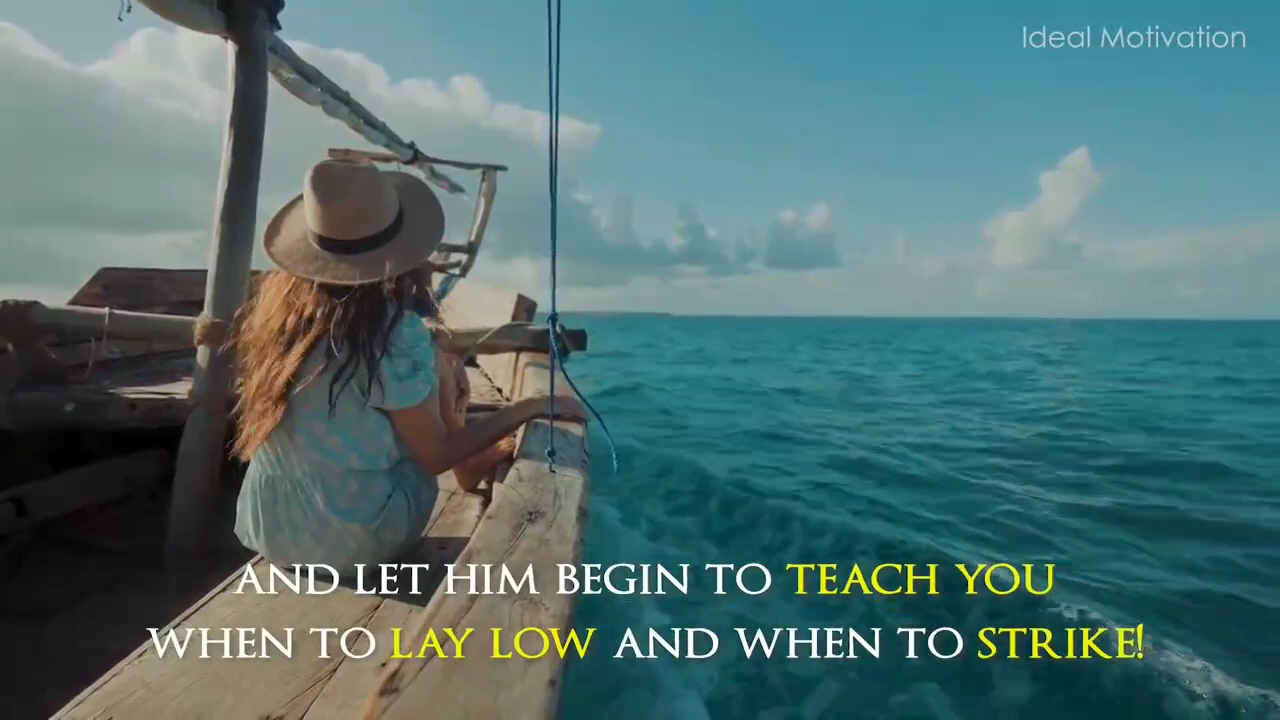 Ideal Motivation
AND LET HIM BEGIN TO TEACH YOU
WHEN TO LAY LOW AND WHEN TO STRIKE!